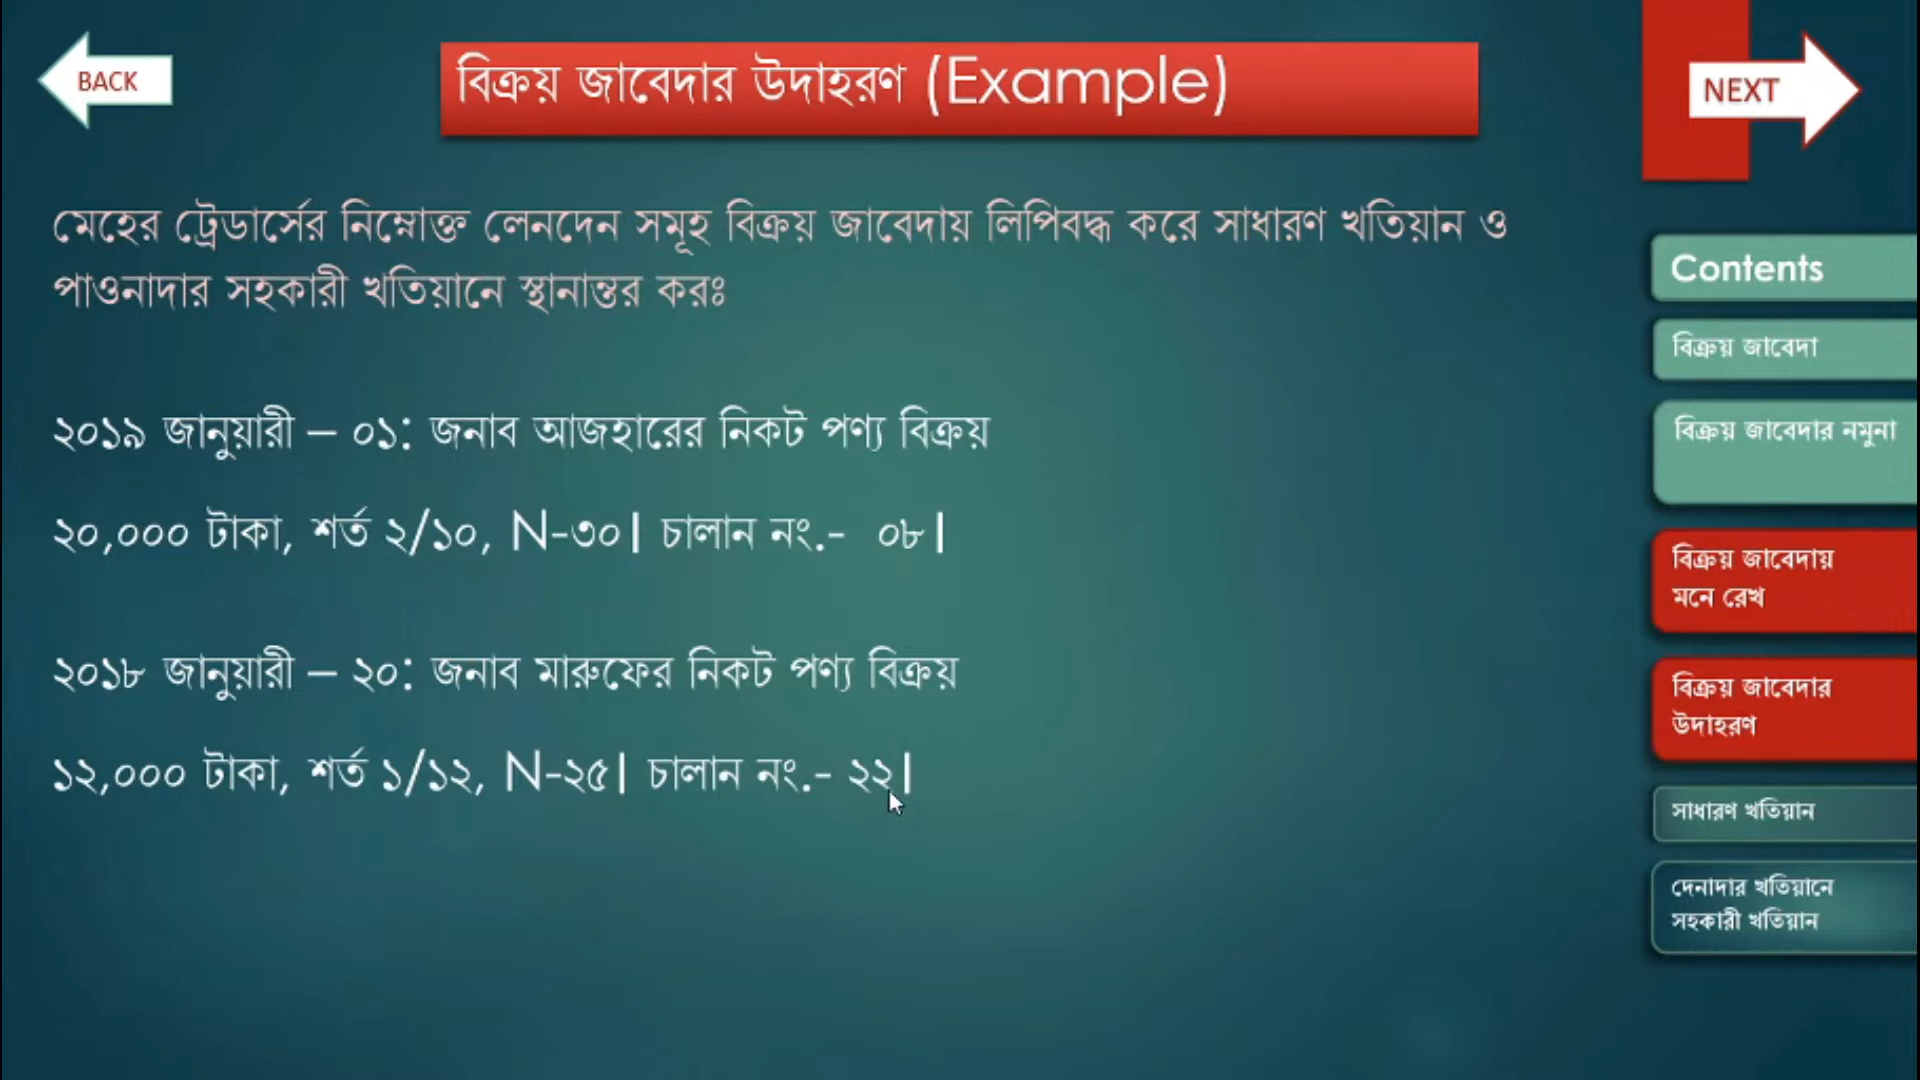 BACK
বিক্রয় জাবেদার উদাহরণ (Example)
NEXT
মেহের ট্রেডার্সের নিম্নোক্ত লেনদেন সমূহ বিক্রয় জাবেদায় লিপিবদ্ধ করে সাধারণ খতিয়ান ও
পাওনাদার সহকারী খতিয়ানে স্থানান্তর করঃ
২০১৯ জানুয়ারী – ০১: জনাব আজহারের নিকট পণ্য বিক্রয়
২০,০০০ টাকা, শর্ত ২/১০, N-৩০| চালান নং.- ০৮|
২০১৮ জানুয়ারী – ২০: জনাব মারুফের নিকট পণ্য বিক্রয়
১২,০০০ টাকা, শর্ত ১/১২, N-২৫| চালান নং.- ২২|
Contents
বিক্রয় জাবেদা
বিক্রয় জাবেদার নমুনা
বিক্রয় জাবেদায়
মনে রেখ
বিক্রয় জাবেদার
উদাহরণ
সাধারণ খতিয়ান
দেনাদার খতিয়ানে
সহকারী খতিয়ান